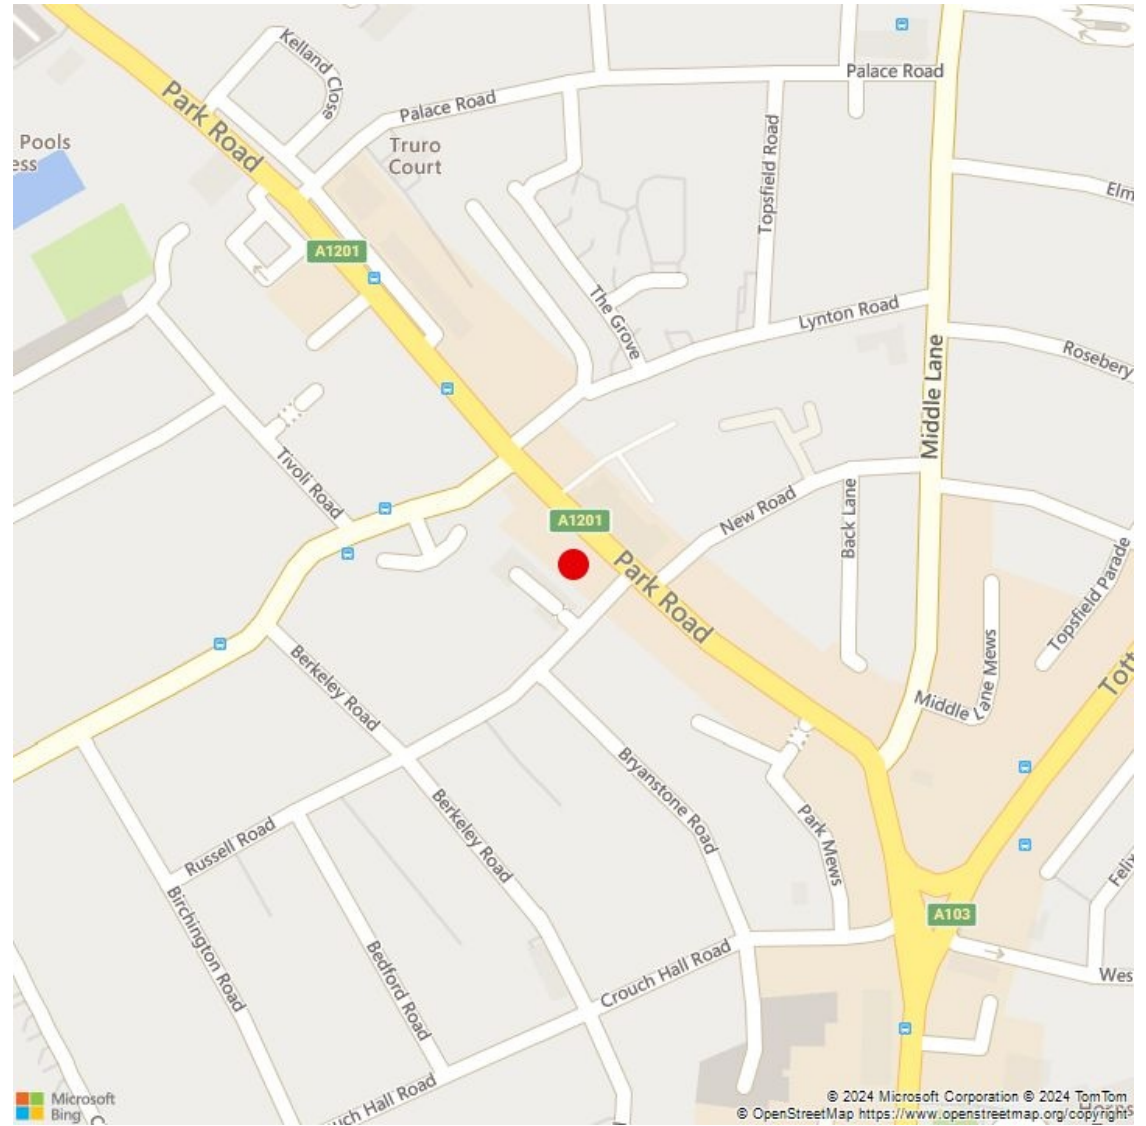 Kelland Close
Park Road
Palace Road
Palace Road
Pools
ess
Truro
Court
Topsfield Road
Elm
A1201
The Grove
Lynton Road
Rosebery
Middle Lane
Tivoli Road
New Road
Back Lane
A1201
Park Road
Topsfield Parade
Tott
Middle Lane Mews
Berkeley Road
Bryanstone Road
Berkeley Road
Park Mews
Russell Road
Felix
Birchington Road
A103
Bedford Road
Crouch Hall Road
Wes
Crouch Hall Road
Microsoft
Bing
© 2024 Microsoft Corporation © 2024 TomTom
© OpenStreetMap https://www.openstreetmap.org/copyright